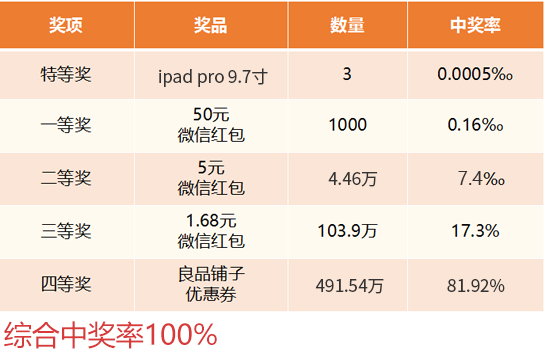 奖项 奖品 数量 中奖率
特等奖 ipad pro 9.7寸 3 0.0005‰
一等奖 50元 1000 0.16‰
微信红包
二等奖 5元 4.46万 7.4‰
微信红包
三等奖 1.68元 103.9万 17.3%
微信红包
四等奖 良品铺子 491.54万 81.92%
优惠券
综合中奖率100%